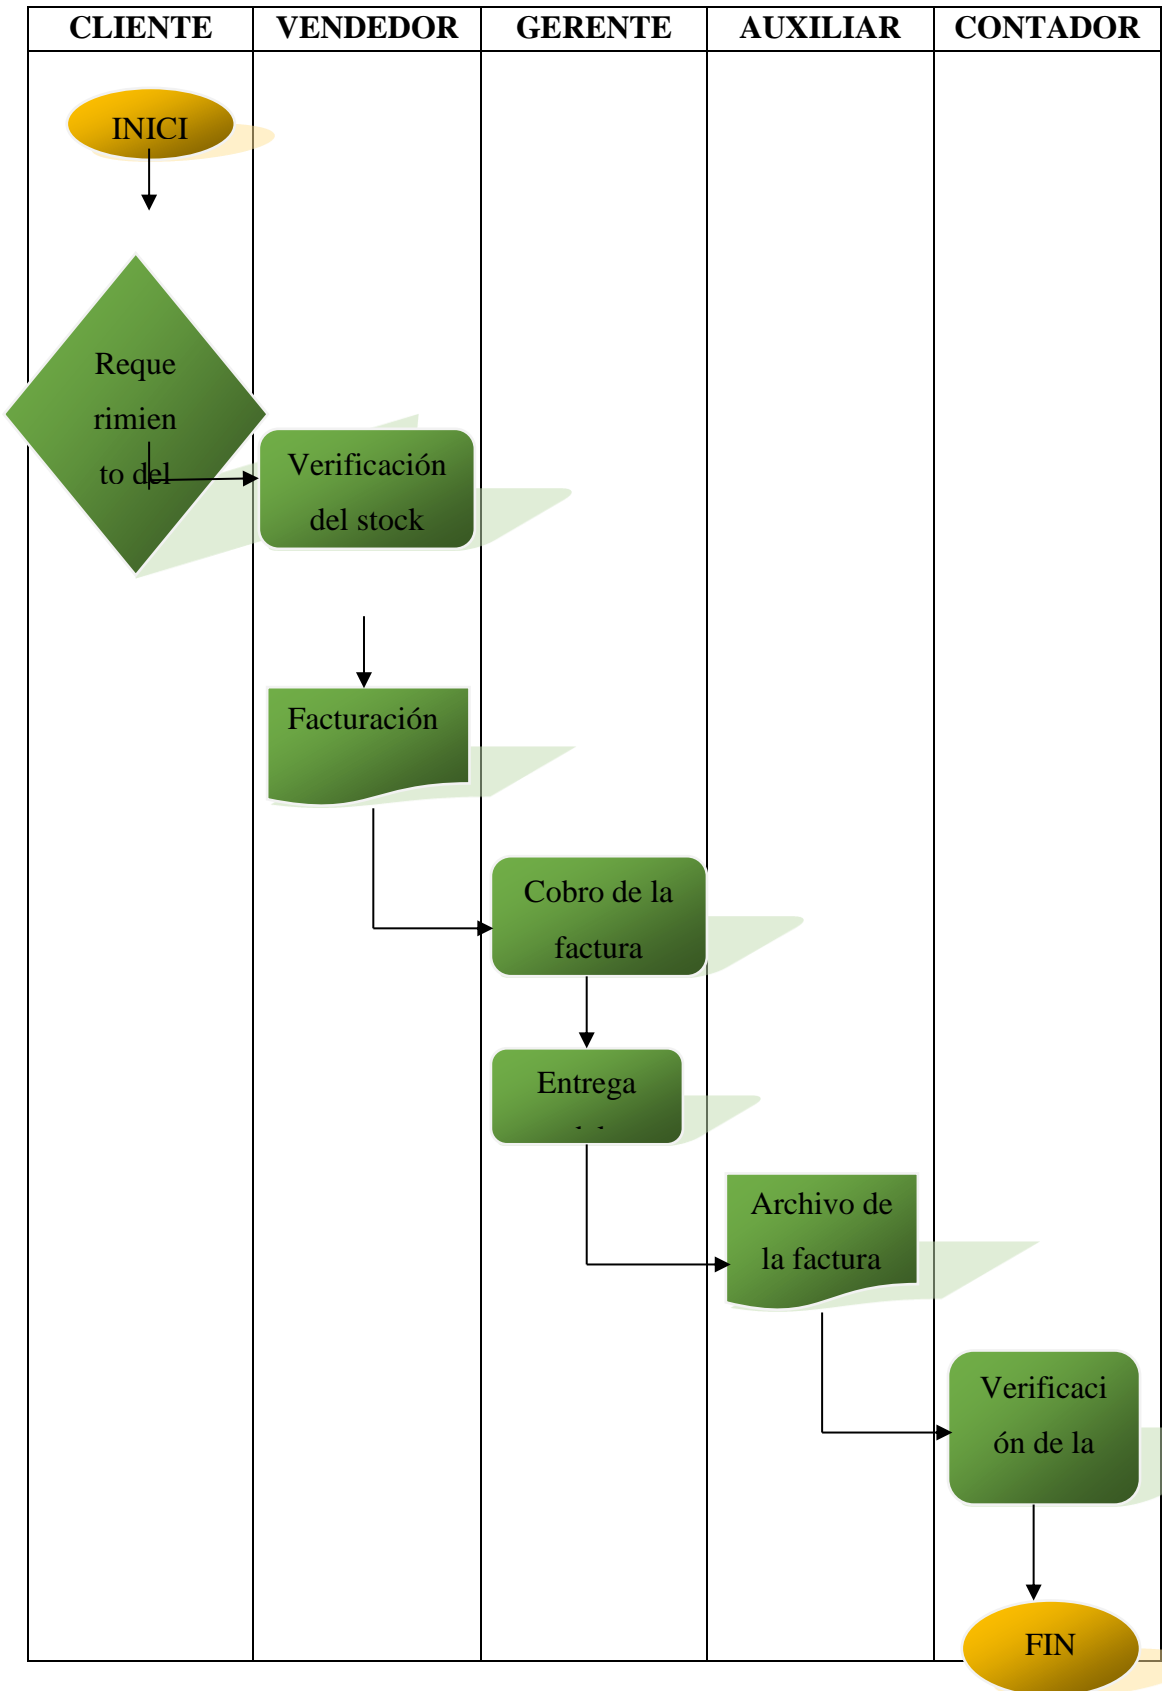 CLIENTE VENDEDOR GERENTE AUXILIAR CONTADOR
INICI
Reque
rimien
to del
Verificación
del stock
Facturación
Cobro de la
factura
Entrega
Archivo de
la factura
Verificaci
ón de la
FIN